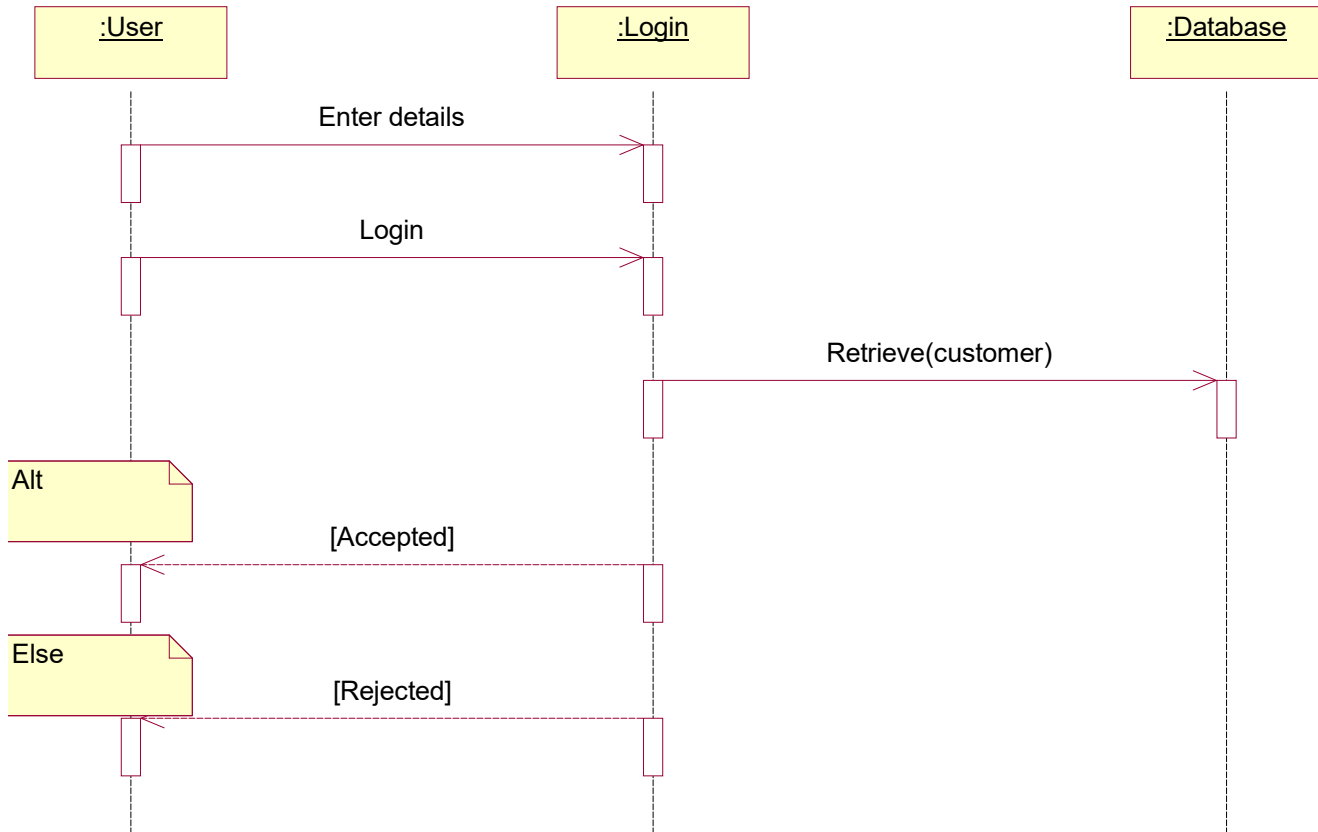 :User
:Login
:Database
Enter details
Login
Retrieve(customer)
Alt
[Accepted]
Else
[Rejected]